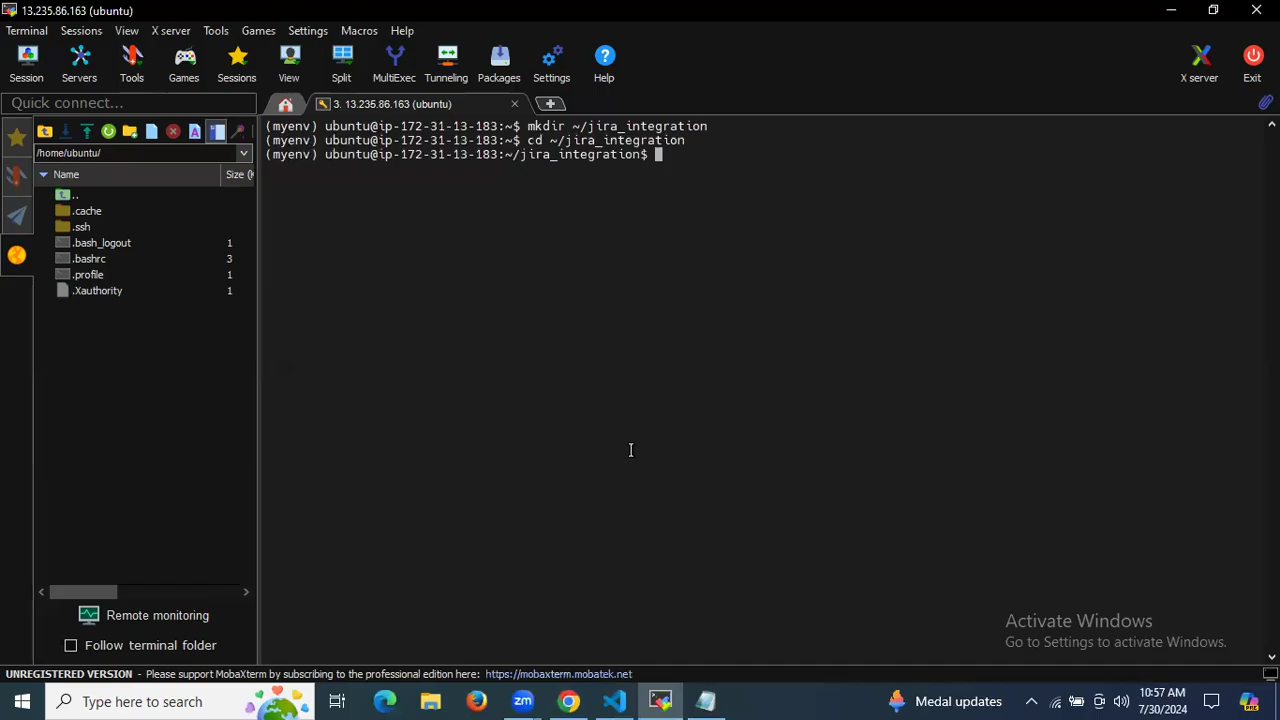 13.235.86.163 (ubuntu)
Terminal Sessions View X server Tools Games Settings Macros Help
Session Servers Tools Games Sessions View Split MultiExec Tunneling Packages Settings Help X server Exit
Quick connect...
3. 13.235.86.163 (ubuntu)
/home/ubuntu/
Name Size (K
..
.cache
.ssh
.bash_logout 1
.bashrc 3
.profile 1
.Xauthority 1
(myenv) ubuntu@ip-172-31-13-183:~$ mkdir ~/jira_integration
(myenv) ubuntu@ip-172-31-13-183:~$ cd ~/jira_integration
(myenv) ubuntu@ip-172-31-13-183:~/jira_integration$
Remote monitoring
Follow terminal folder
Activate Windows
Go to Settings to activate Windows.
UNREGISTERED VERSION - Please support MobaXterm by subscribing to the professional edition here: https://mobaxterm.mobatek.net
Type here to search
zm
Medal updates
10:57 AM
7/30/2024
PRE